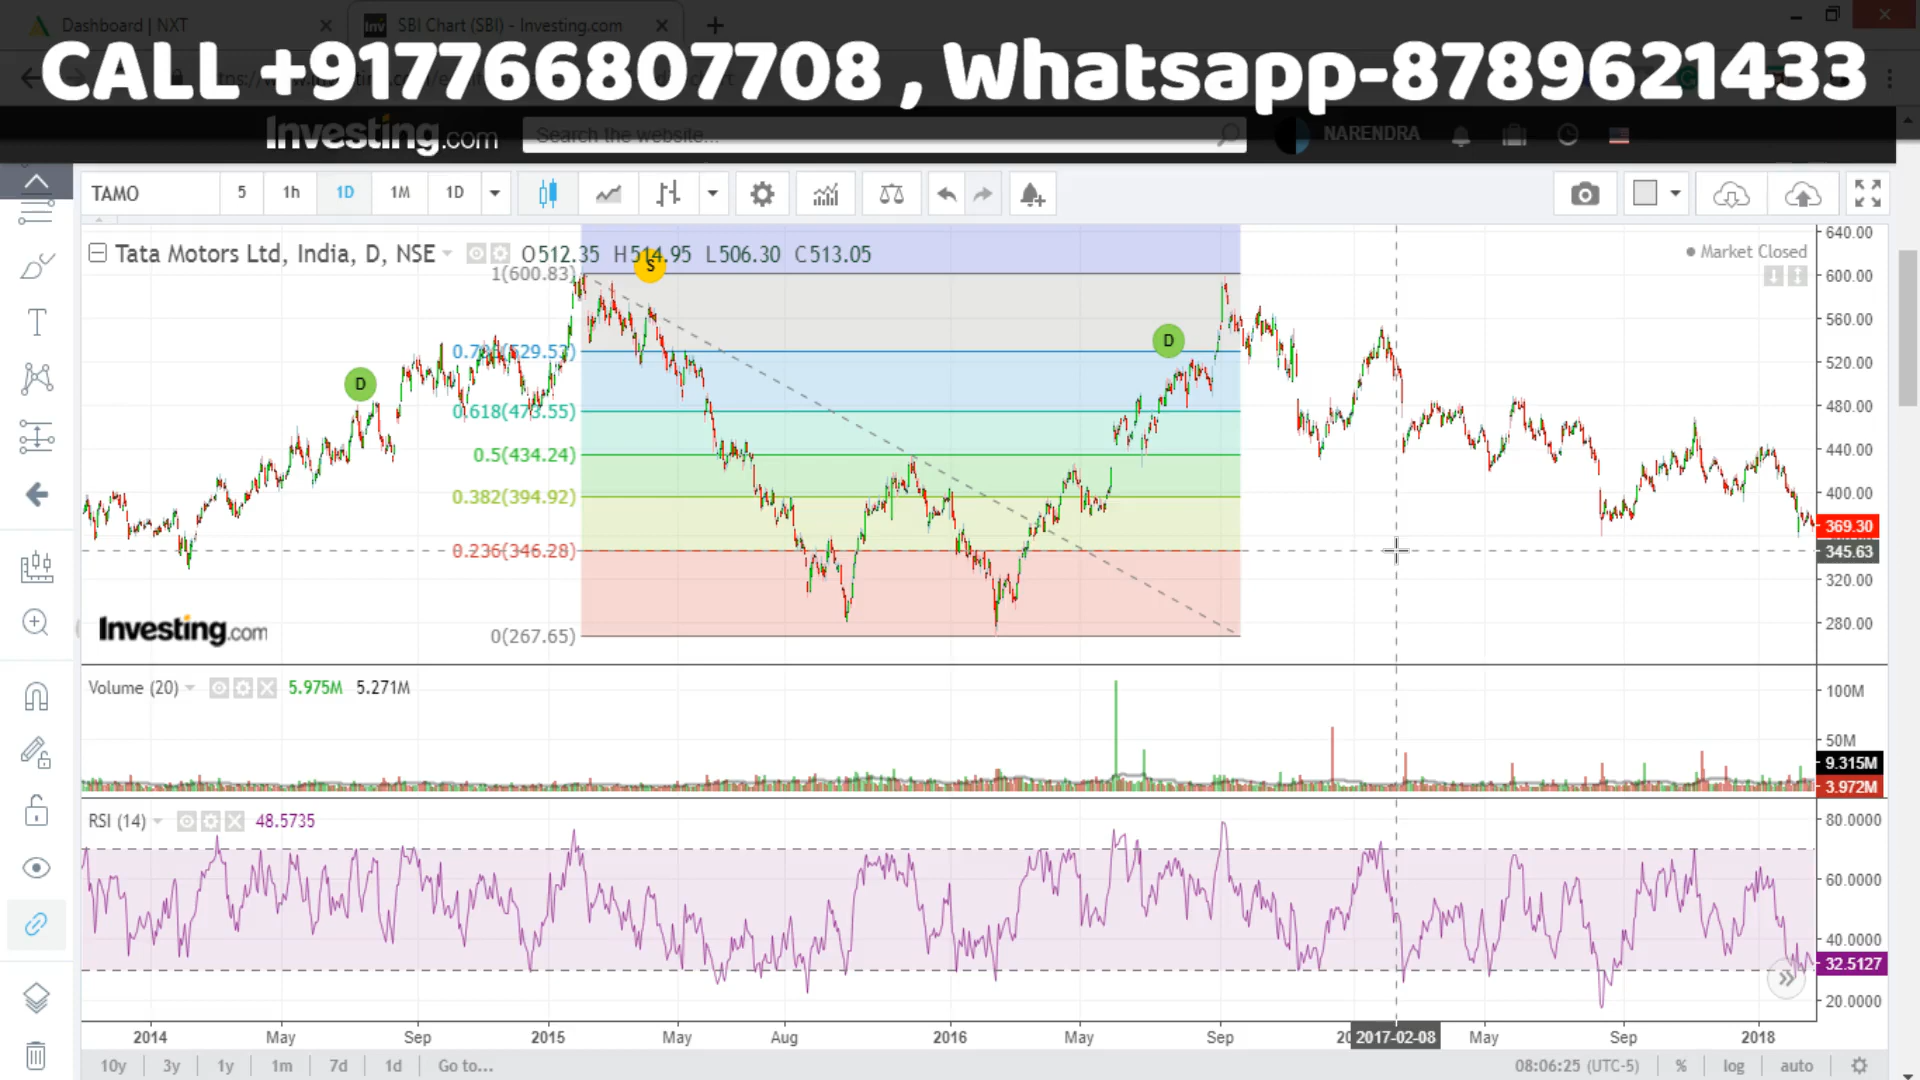 Dashboard | NXT
SBI Chart (SBI) - Investing.com
CALL +917766807708 , Whatsapp-8789621433
Investing.com
Search the website...
NARENDRA
TAMO
5
1h
1D
1M
1D
Tata Motors Ltd, India, D, NSE
O512.35 H514.95 L506.30 C513.05
Market Closed
S
D
D
1(600.83)
0.618(473.55)
0.5(434.24)
0.382(394.92)
0.236(346.28)
0(267.65)
640.00
600.00
560.00
520.00
480.00
440.00
400.00
369.30
345.63
320.00
280.00
Investing.com
Volume (20)
5.975M 5.271M
100M
50M
9.315M
3.972M
RSI (14)
48.5735
80.0000
60.0000
40.0000
32.5127
20.0000
2014 May Sep 2015 May Aug 2016 May Sep 2017-02-08 May Sep 2018
10y 3y 1y 1m 7d 1d Go to...
08:06:25 (UTC-5) % log auto